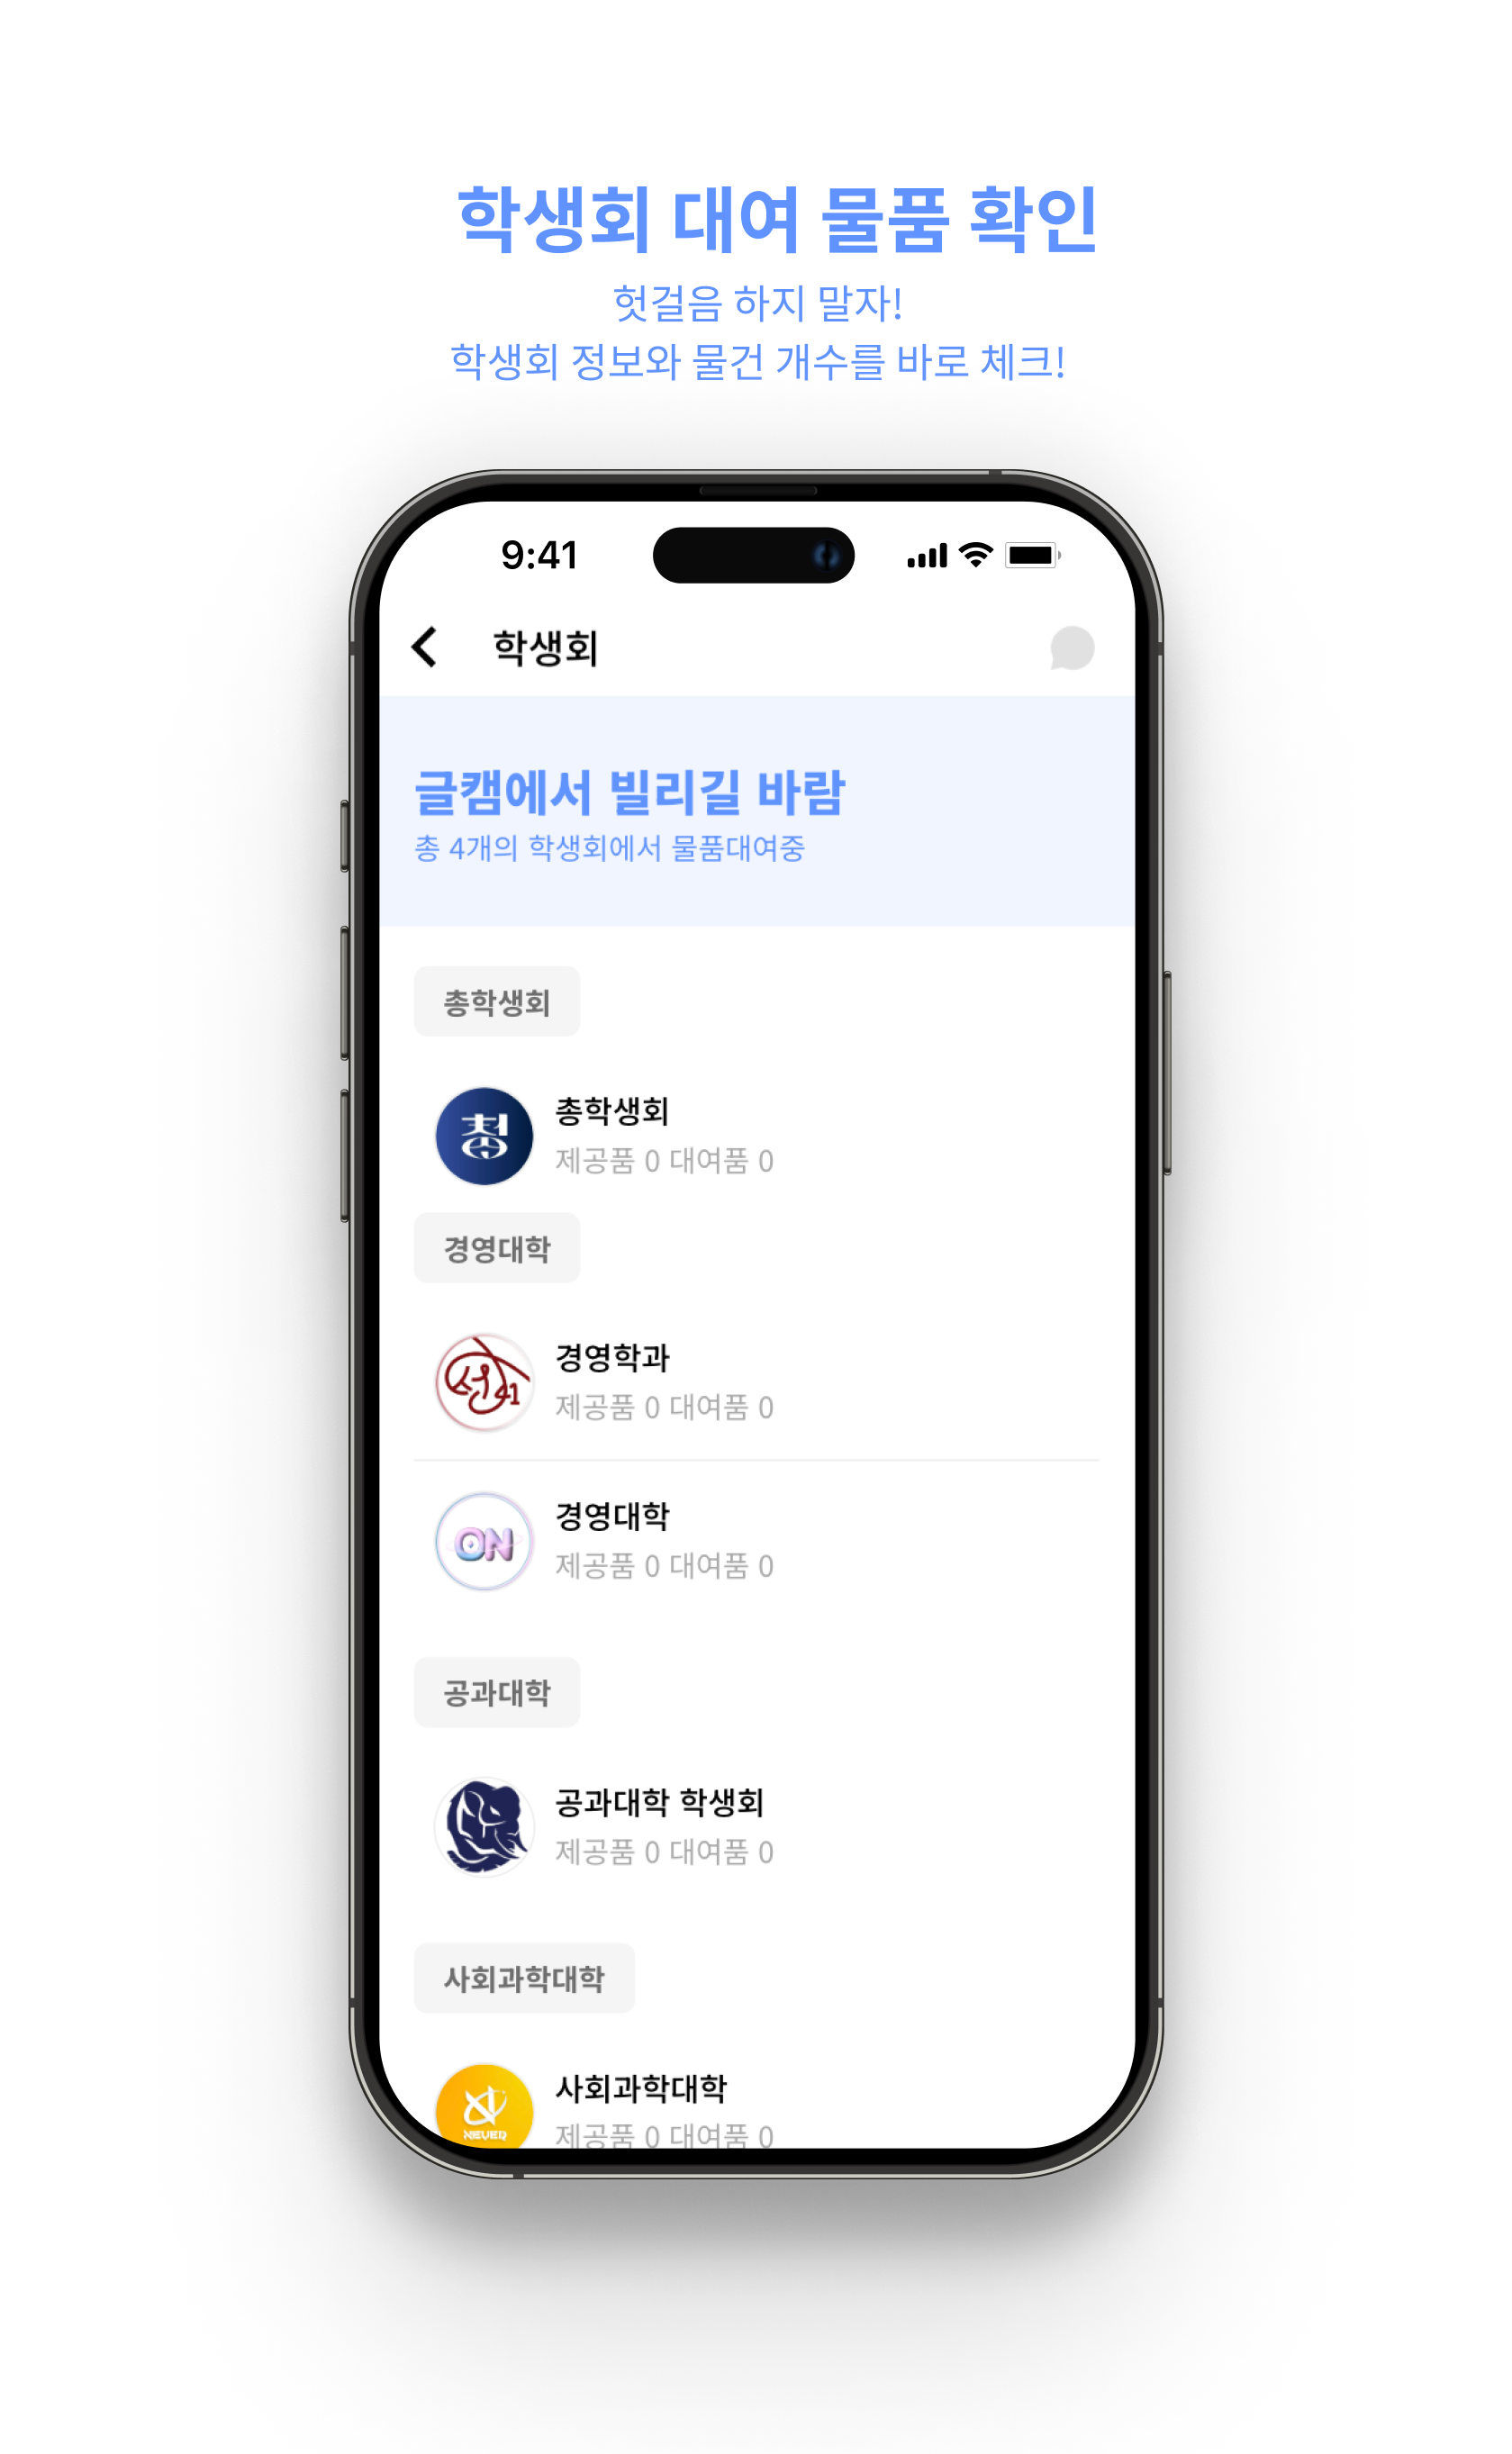 학생회 대여 물품 확인
헛걸음 하지 말자!
학생회 정보와 물건 개수를 바로 체크!
9:41
학생회
글캠에서 빌리길 바람
총 4개의 학생회에서 물품대여중
총학생회
청
총학생회
제공품 0 대여품 0
경영대학
선
41
경영학과
제공품 0 대여품 0
ON
경영대학
제공품 0 대여품 0
공과대학
공과대학 학생회
제공품 0 대여품 0
사회과학대학
사회과학대학
제공품 0 대여품 0